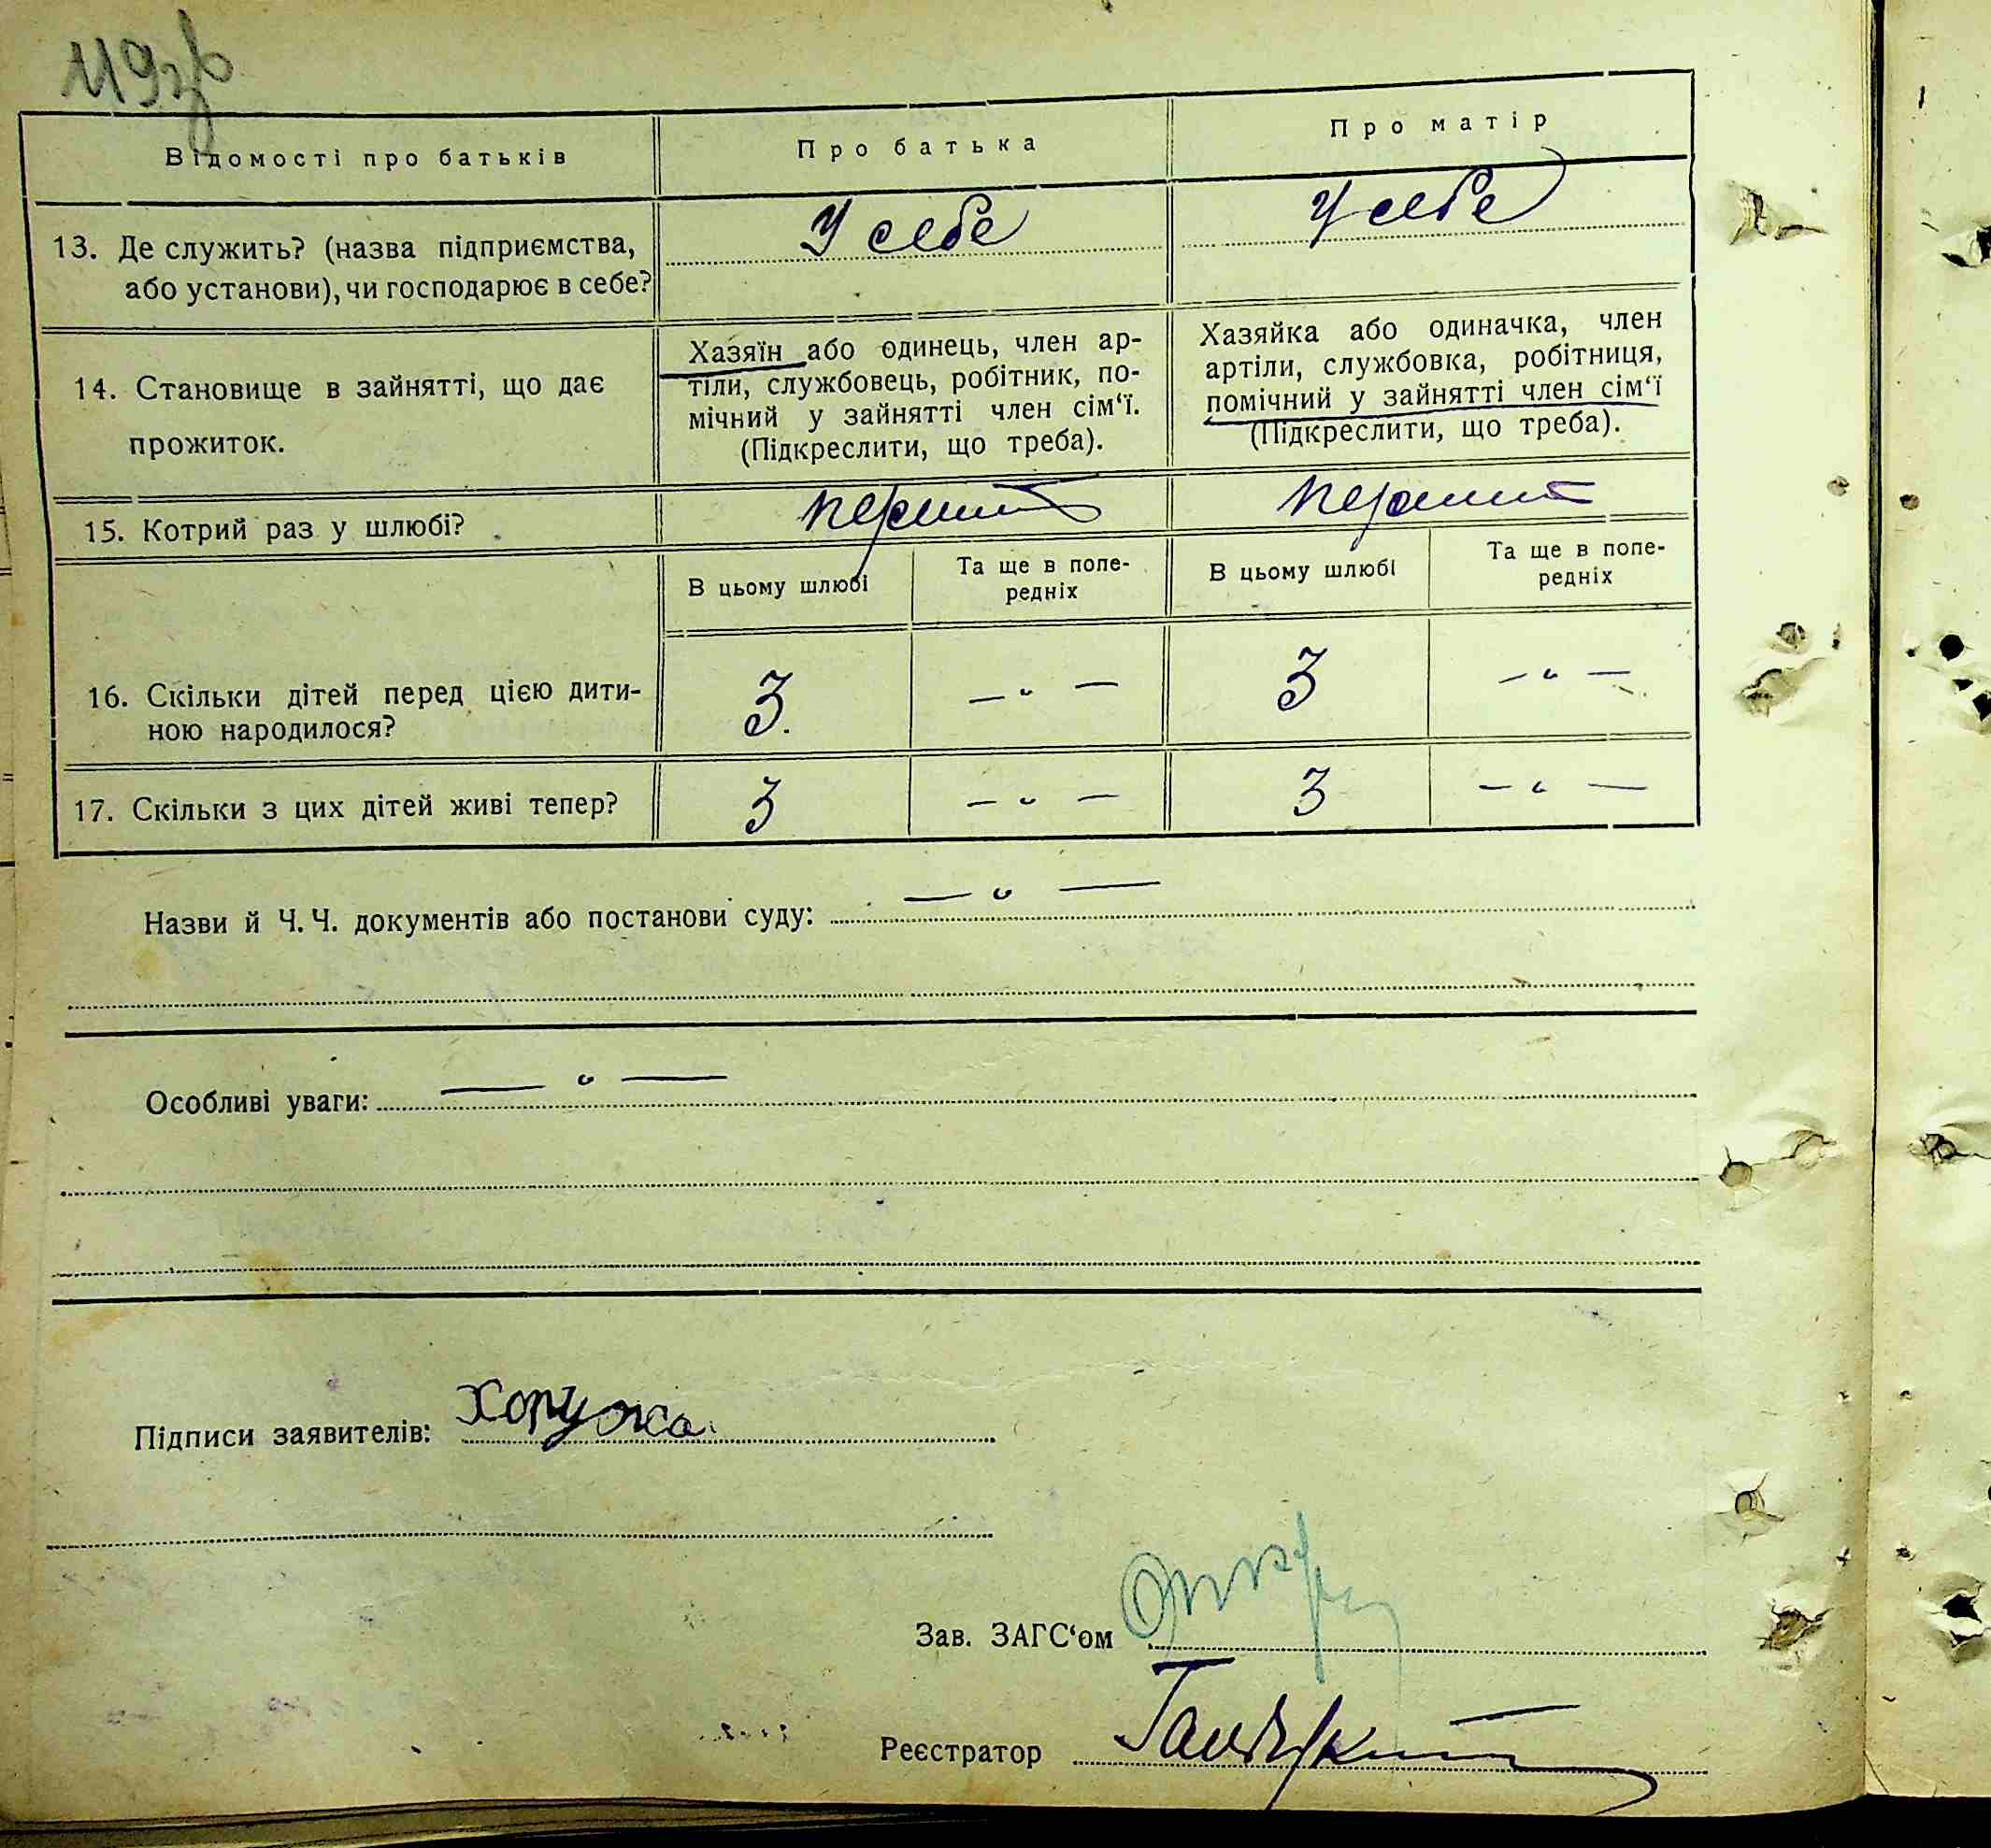 119зв
Відомості про батьків
Про батька
Про матір
13. Де служить? (назва підприємства,
або установи), чи господарює в себе?
У себе
У себе
14. Становище в зайнятті, що дає
прожиток.
Хазяїн або одинець, член ар-
тіли, службовець, робітник, по-
мічний у зайнятті член сім'ї.
(Підкреслити, що треба).
Хазяйка або одиначка, член
артіли, службовка, робітниця,
помічний у зайнятті член сім'ї
(Підкреслити, що треба).
15. Котрий раз у шлюбі?
перший
перший
В цьому шлюбі
Та ще в попе-
редніх
В цьому шлюбі
Та ще в попе-
редніх
16. Скільки дітей перед цією дити-
ною народилося?
3.
— " —
3
— " —
17. Скільки з цих дітей живі тепер?
3
— " —
3
— " —
Назви й Ч. Ч. документів або постанови суду: — " —
Особливі уваги: — " —
Підписи заявителів: Хоружа
Зав. ЗАГС'ом
Реєстратор